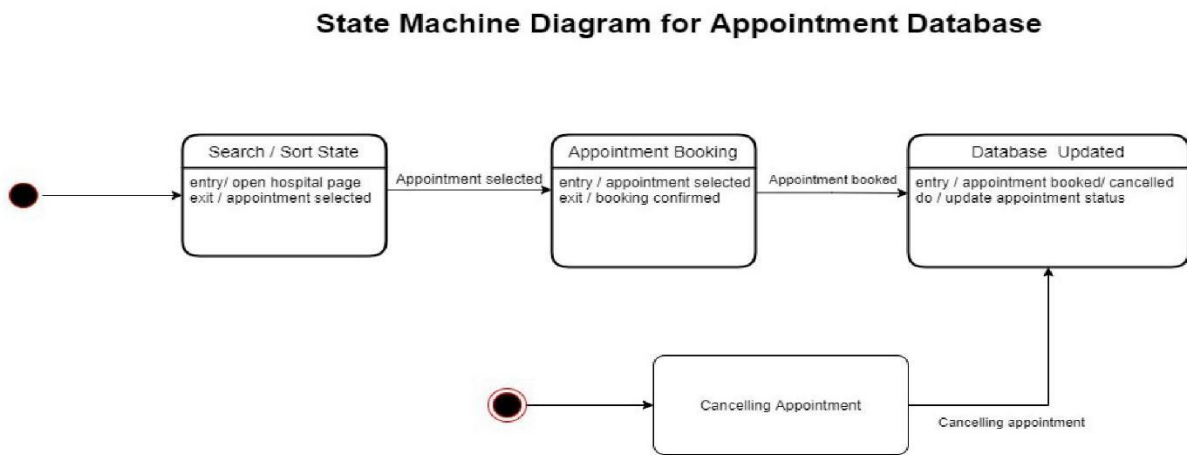 State Machine Diagram for Appointment Database
Search / Sort State
entry/ open hospital page
exit / appointment selected
Appointment selected
Appointment Booking
entry / appointment selected
exit / booking confirmed
Appointment booked
Database Updated
entry / appointment booked/ cancelled
do / update appointment status
Cancelling Appointment
Cancelling appointment